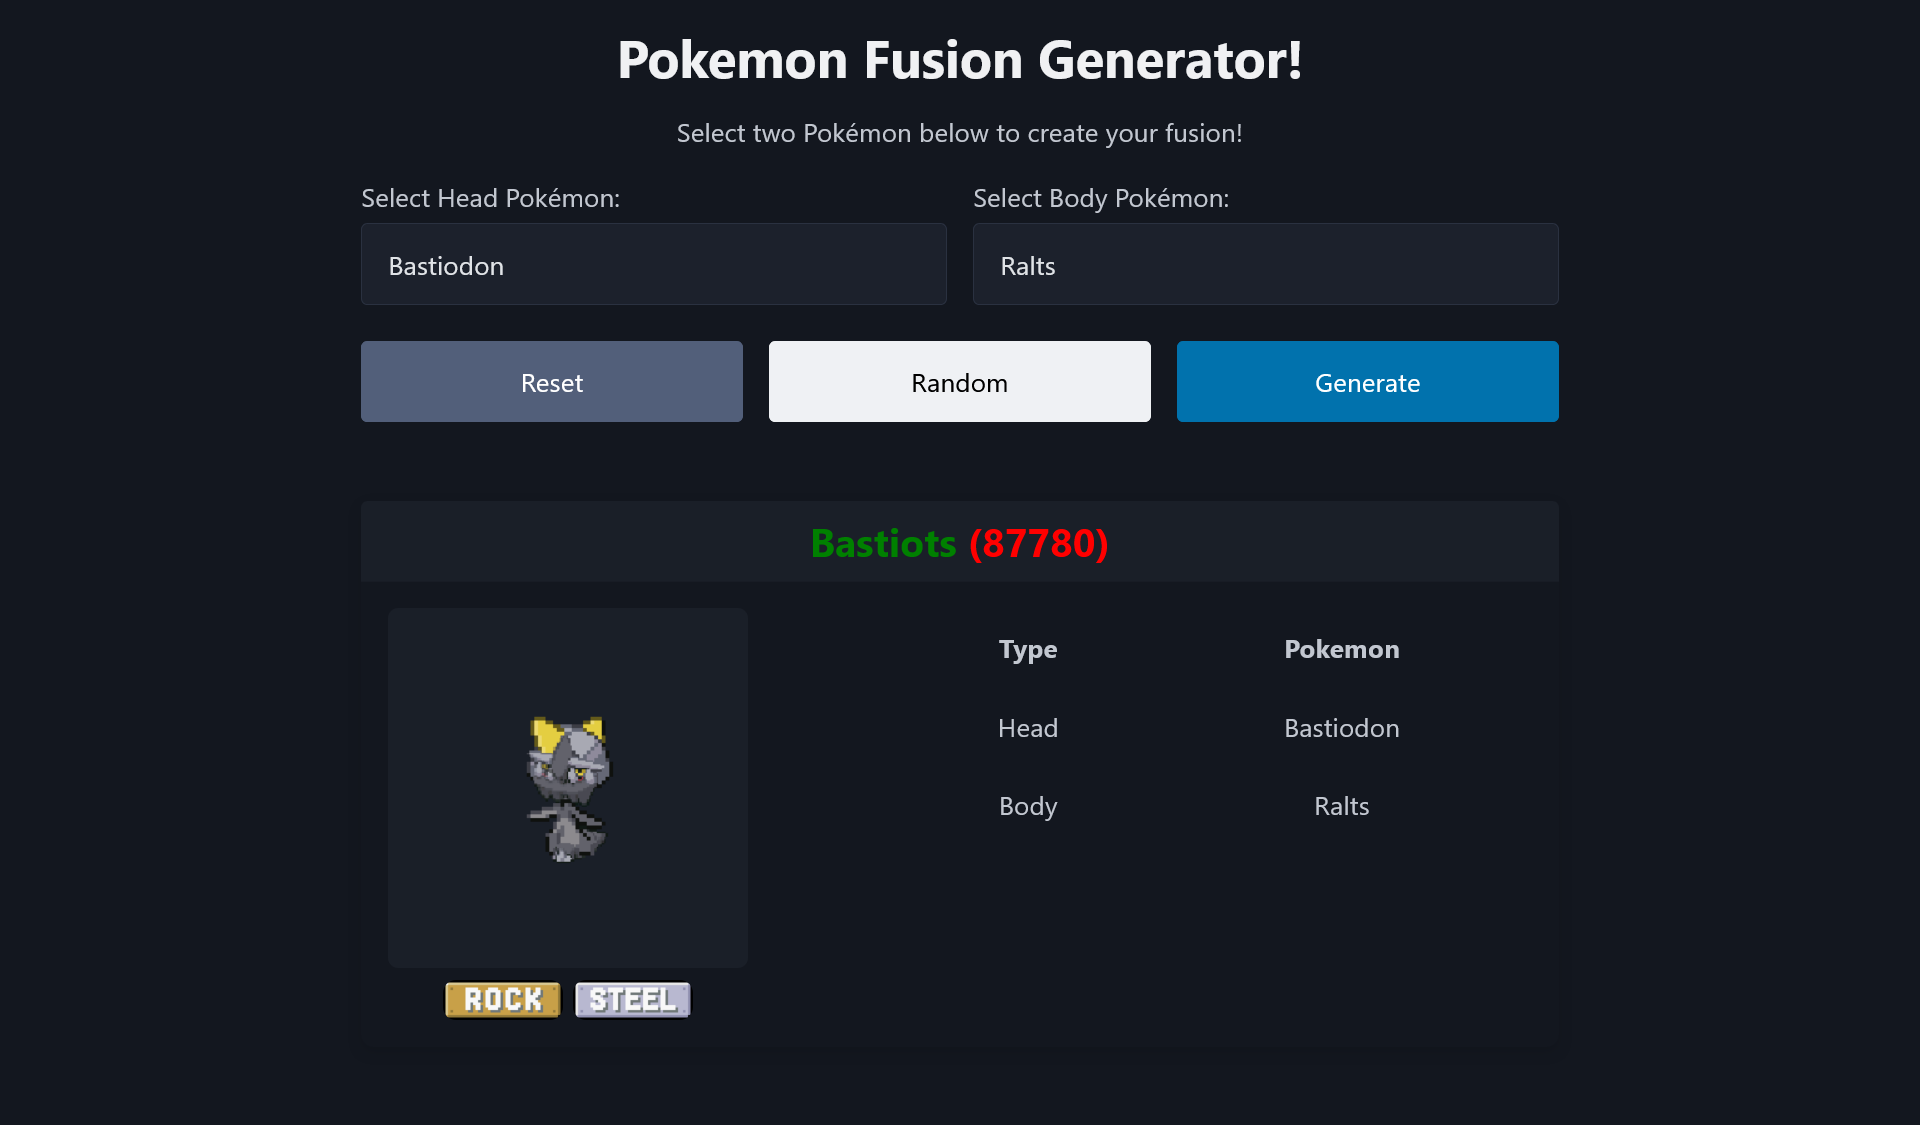 Pokemon Fusion Generator!
Select two Pokémon below to create your fusion!
Select Head Pokémon:
Select Body Pokémon:
Bastiodon
Ralts
Reset
Random
Generate
Bastiots (87780)
Type
Pokemon
Head
Bastiodon
Body
Ralts
ROCK
STEEL